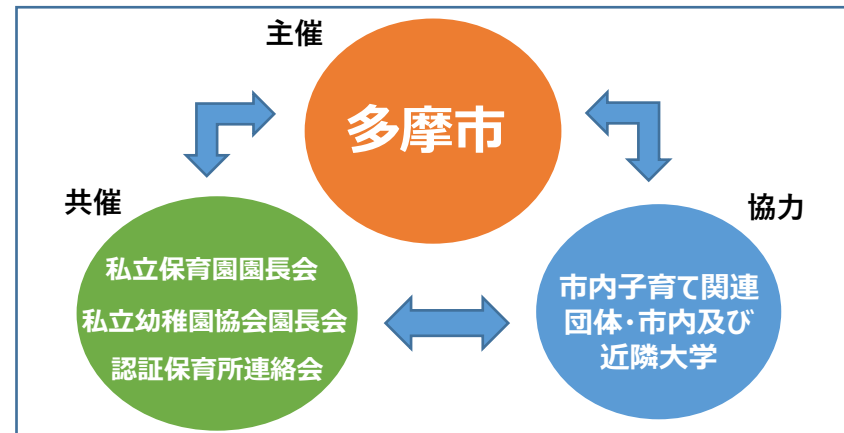 主催
多摩市
共催
私立保育園園長会
私立幼稚園協会園長会
認証保育所連絡会
協力
市内子育て関連
団体・市内及び
近隣大学